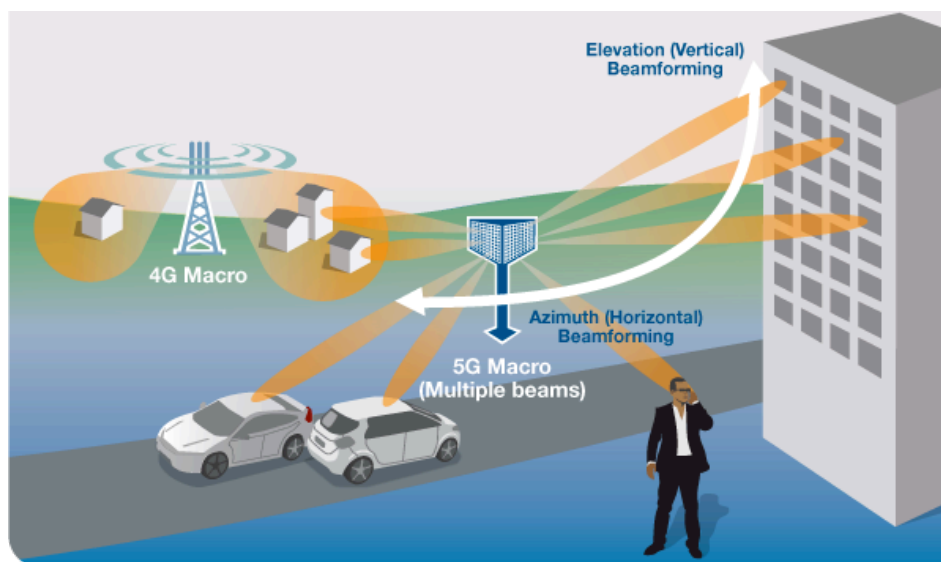 Elevation (Vertical)
Beamforming
4G Macro
Azimuth (Horizontal)
Beamforming
5G Macro
(Multiple beams)